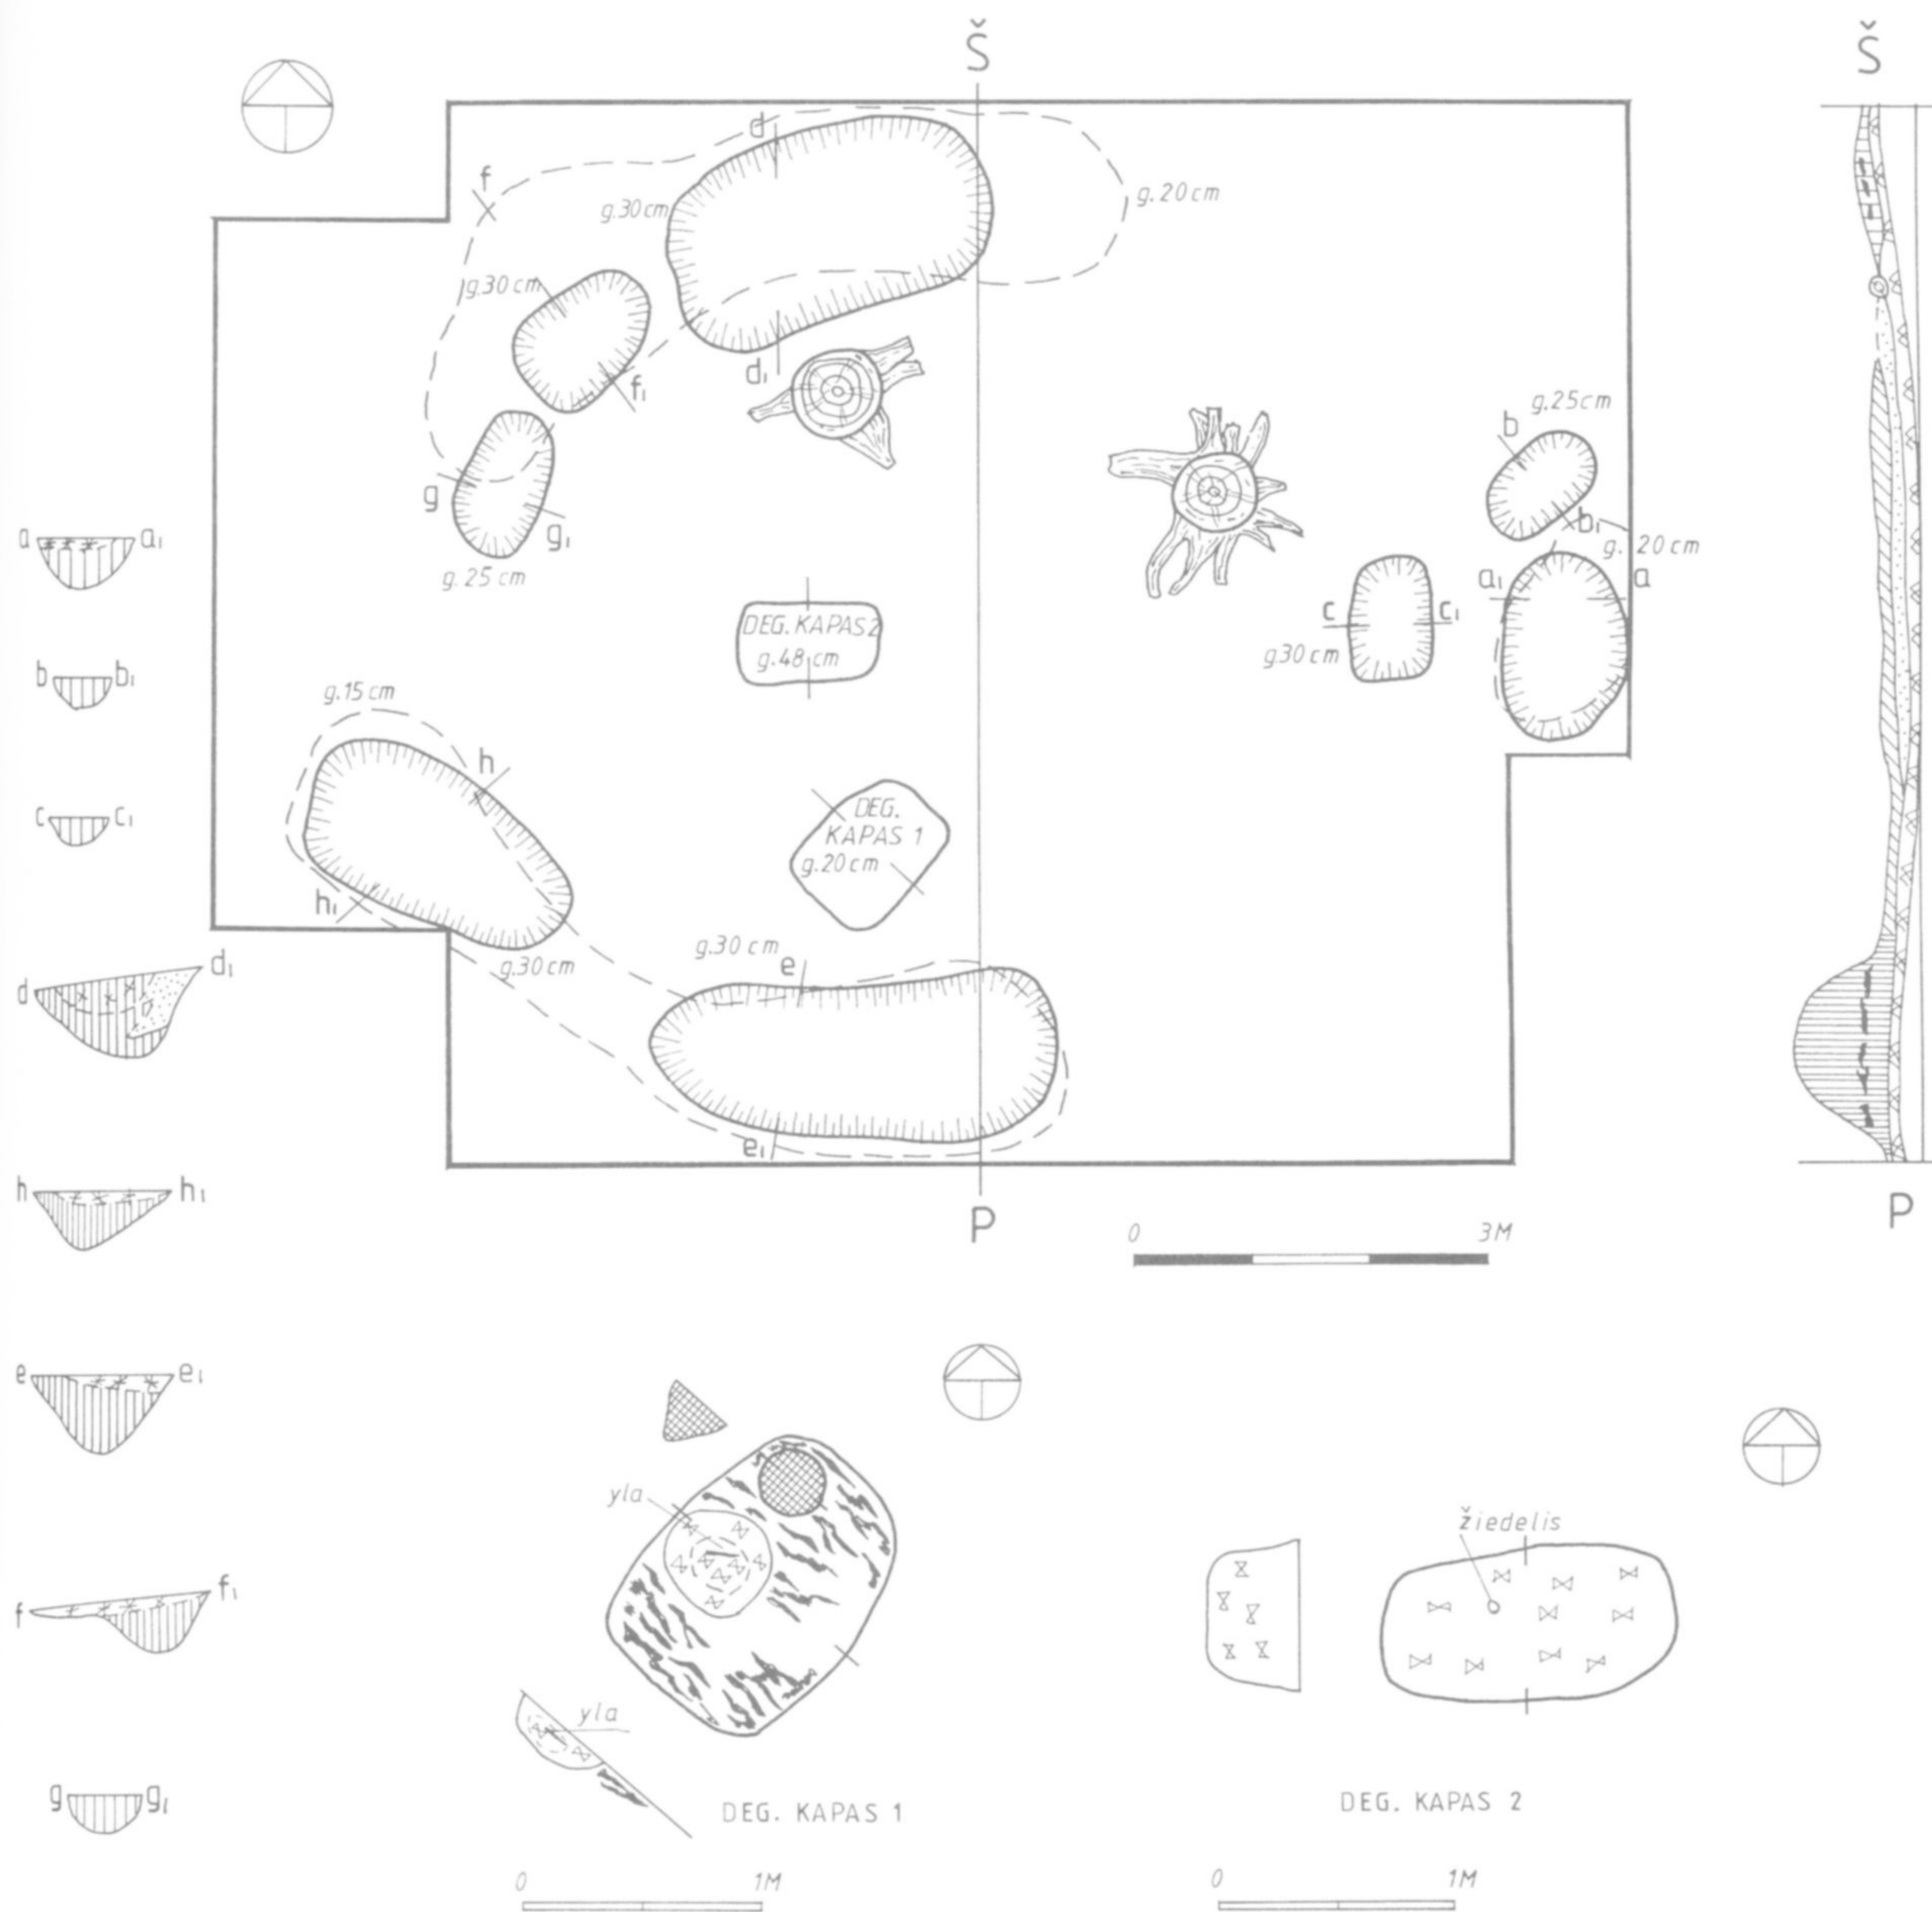 Š
Š
d
f
g.30 cm
g.20 cm
g.30 cm
d₁
f₁
g.25 cm
b
g
g₁
b₁
g. 20 cm
a a₁
g. 25 cm
a₁ a
c c₁
DEG. KAPAS 2
g.48 cm
g.30 cm
b b₁
g.15 cm
h
DEG.
KAPAS 1
g.20 cm
c c₁
h₁
g.30 cm
e
g.30 cm
d d₁
e₁
h h₁
P
P
0 3M
e e₁
yla
žiedelis
f f₁
yla
g g₁
DEG. KAPAS 1
DEG. KAPAS 2
0 1M
0 1M